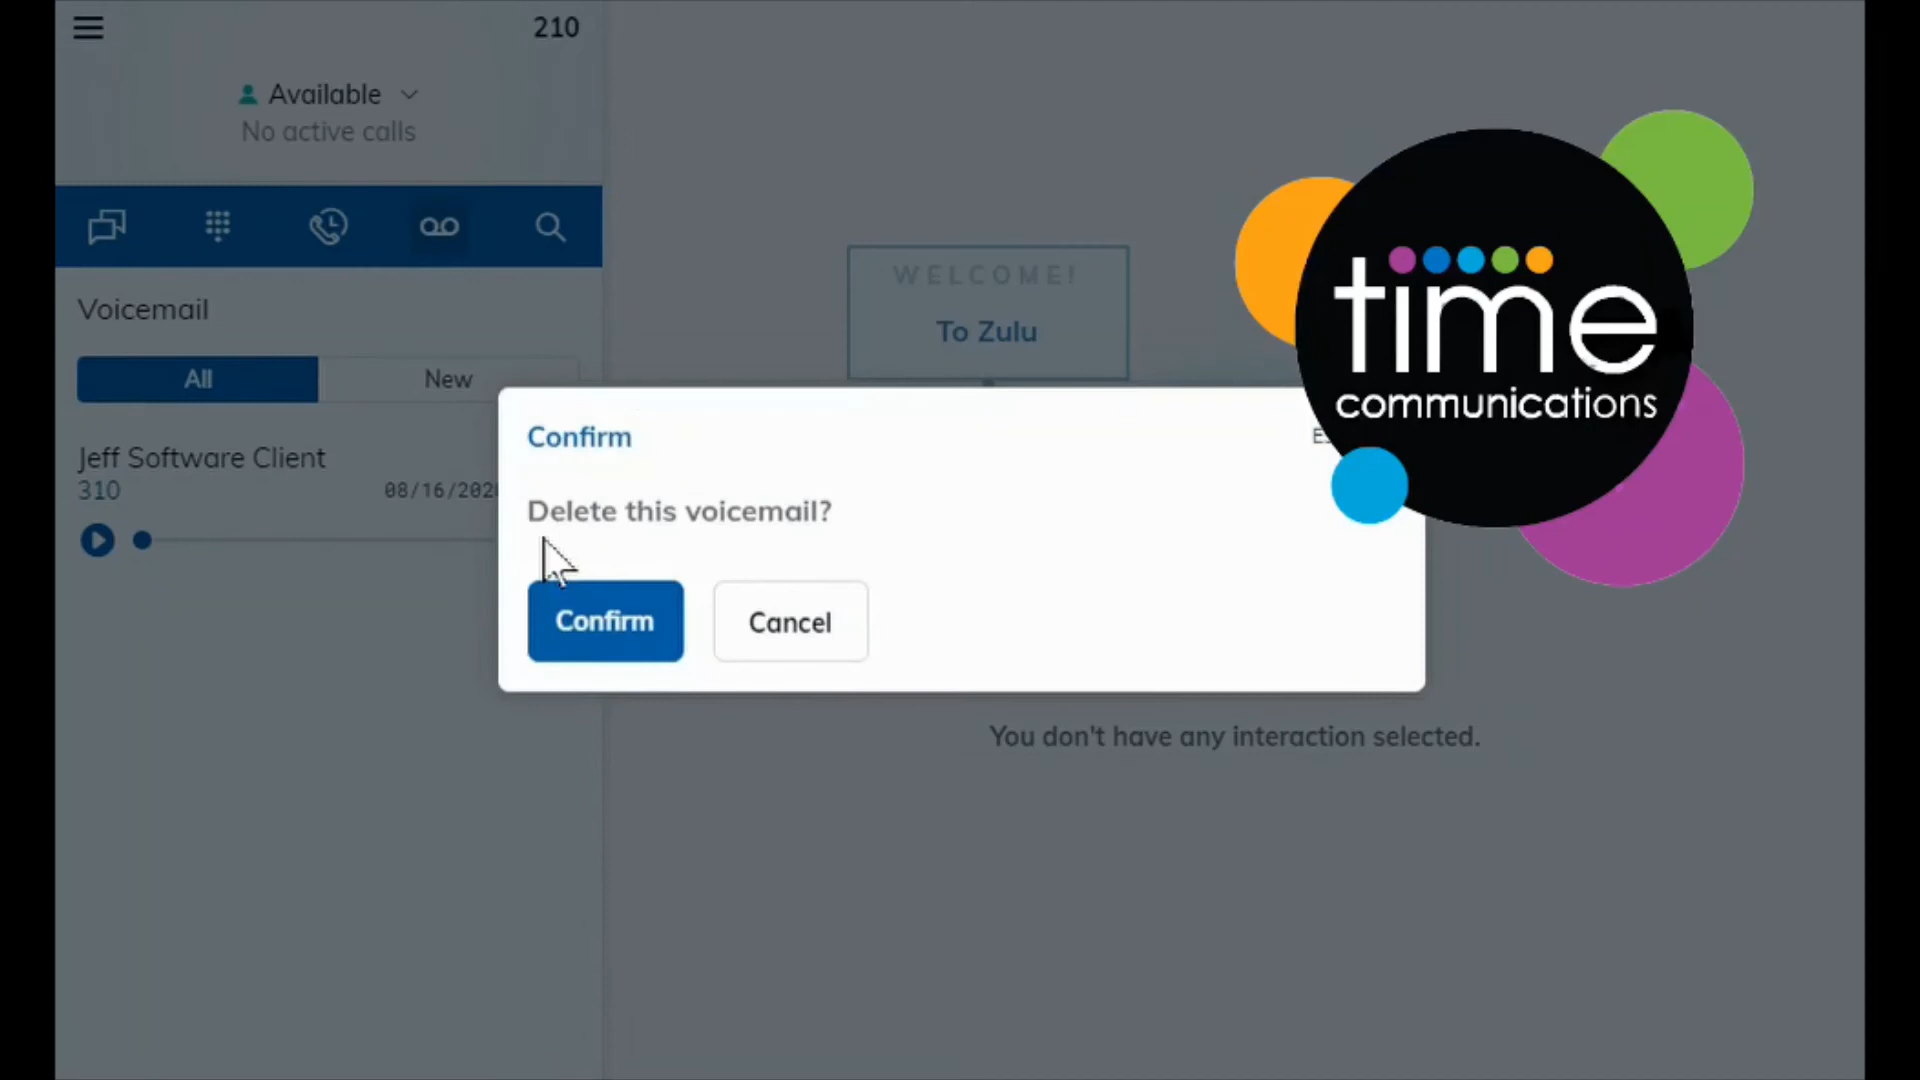 210
Available
No active calls
Voicemail
All
New
Jeff Software Client
310
WELCOME!
To Zulu
Confirm
Delete this voicemail?
Confirm
Cancel
You don't have any interaction selected.
time
communications